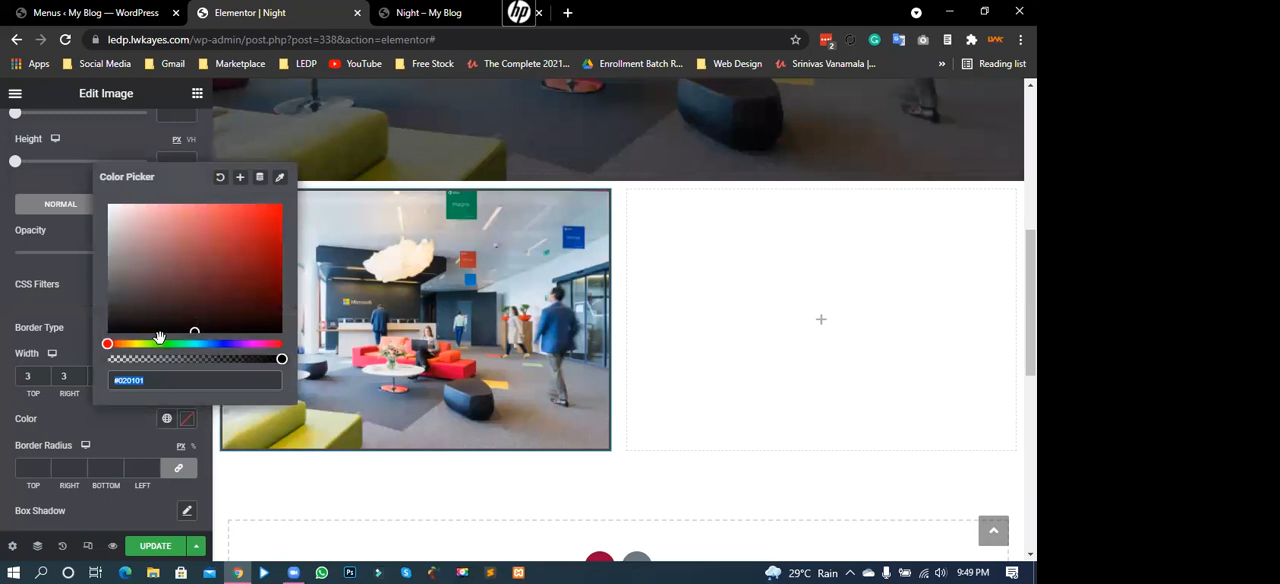 Menus ‹ My Blog — WordPress
Elementor | Night
Night – My Blog
hp
ledp.lwkayes.com/wp-admin/post.php?post=338&action=elementor#
2
Apps
Social Media
Gmail
Marketplace
LEDP
YouTube
Free Stock
The Complete 2021...
Enrollment Batch R...
Web Design
Srinivas Vanamala |...
»
Reading list
Edit Image
Height
PX VH
Color Picker
NORMAL
Opacity
CSS Filters
Border Type
Width
3 3
TOP RIGHT
#020101
Color
Border Radius
PX %
TOP RIGHT BOTTOM LEFT
Box Shadow
UPDATE
Microsoft
29°C Rain
9:49 PM